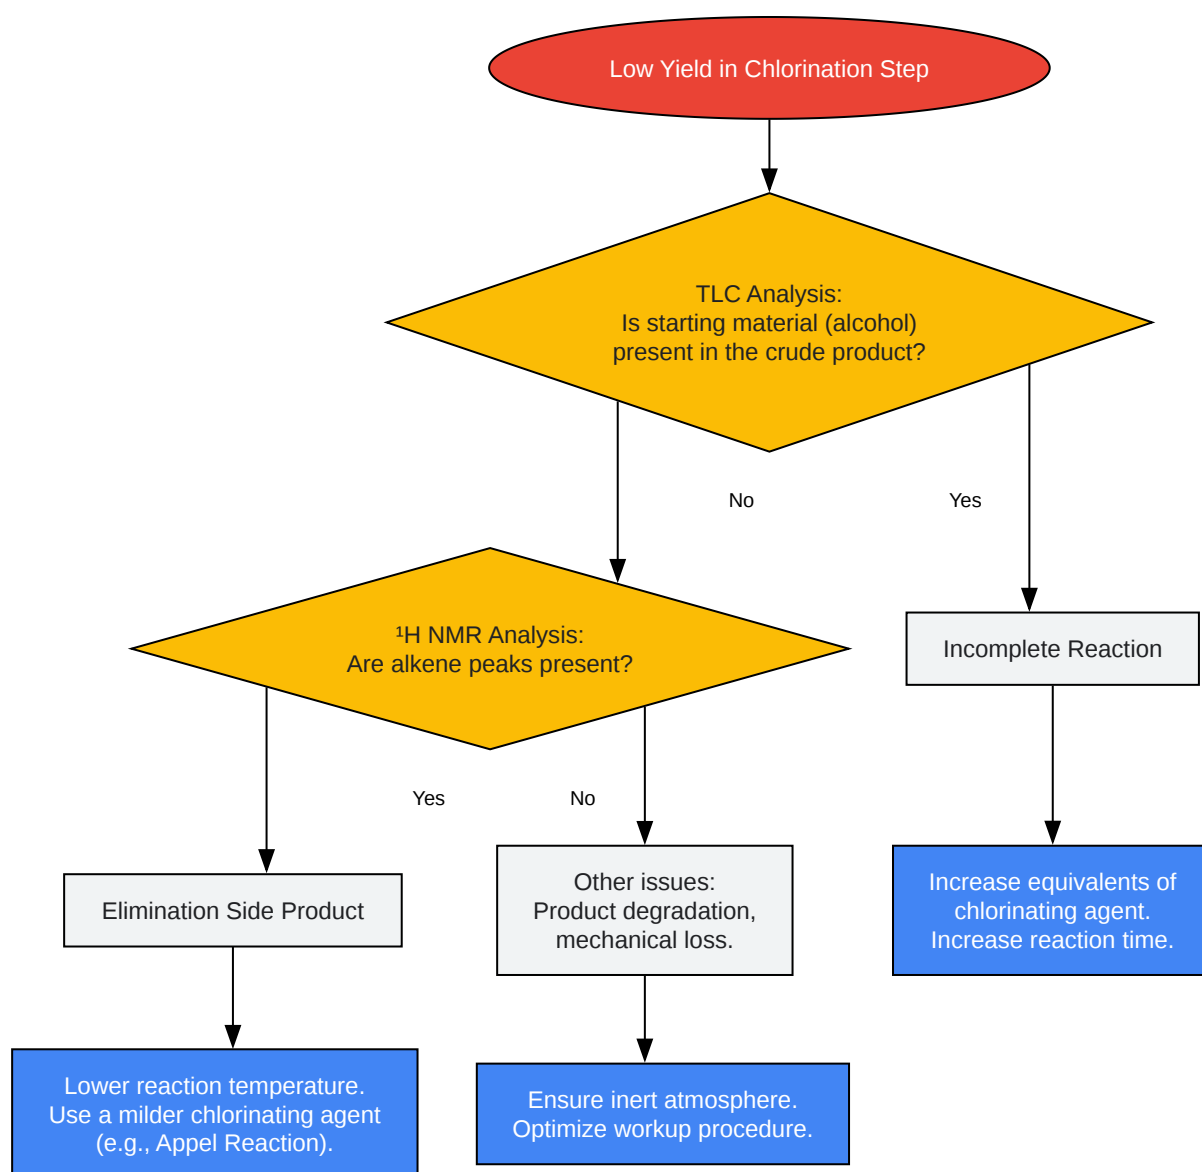 Low Yield in Chlorination Step
TLC Analysis:
Is starting material (alcohol)
present in the crude product?
No
Yes
¹H NMR Analysis:
Are alkene peaks present?
Incomplete Reaction
Yes
No
Elimination Side Product
Other issues:
Product degradation,
mechanical loss.
Increase equivalents of
chlorinating agent.
Increase reaction time.
Lower reaction temperature.
Use a milder chlorinating agent
(e.g., Appel Reaction).
Ensure inert atmosphere.
Optimize workup procedure.